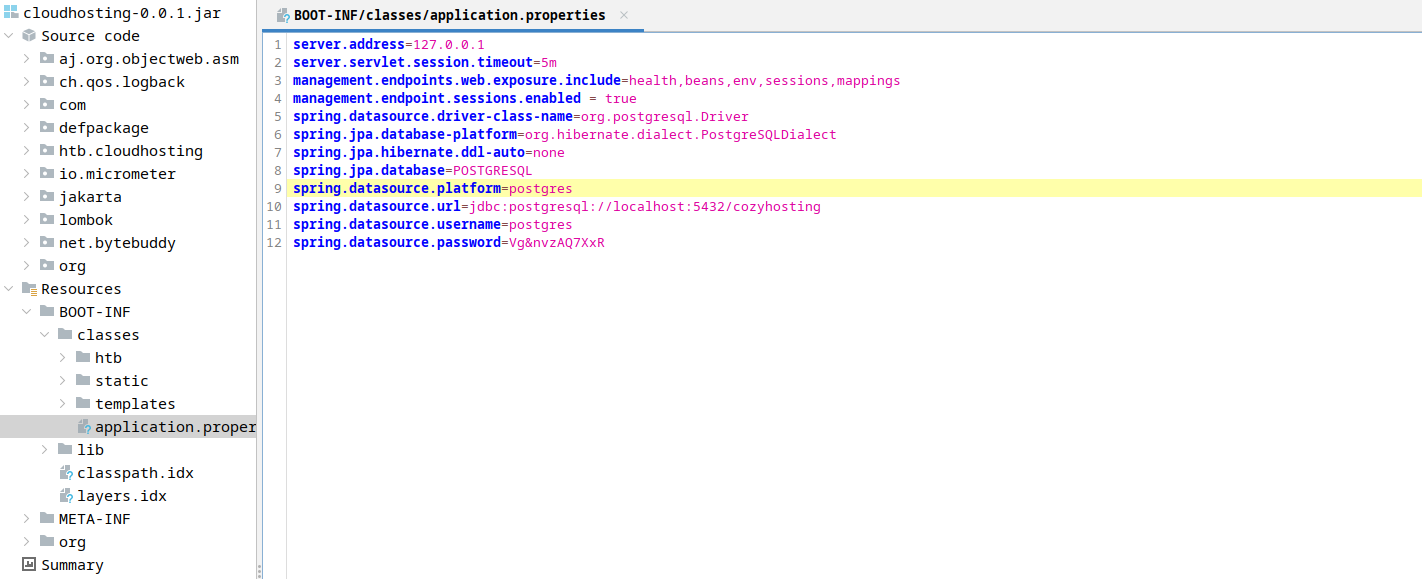 cloudhosting-0.0.1.jar
Source code
aj.org.objectweb.asm
ch.qos.logback
com
defpackage
htb.cloudhosting
io.micrometer
jakarta
lombok
net.bytebuddy
org
Resources
BOOT-INF
classes
htb
static
templates
application.proper
lib
classpath.idx
layers.idx
META-INF
org
Summary
BOOT-INF/classes/application.properties ×
1 server.address=127.0.0.1
2 server.servlet.session.timeout=5m
3 management.endpoints.web.exposure.include=health,beans,env,sessions,mappings
4 management.endpoint.sessions.enabled = true
5 spring.datasource.driver-class-name=org.postgresql.Driver
6 spring.jpa.database-platform=org.hibernate.dialect.PostgreSQLDialect
7 spring.jpa.hibernate.ddl-auto=none
8 spring.jpa.database=POSTGRESQL
9 spring.datasource.platform=postgres
10 spring.datasource.url=jdbc:postgresql://localhost:5432/cozyhosting
11 spring.datasource.username=postgres
12 spring.datasource.password=Vg&nvzAQ7XxR